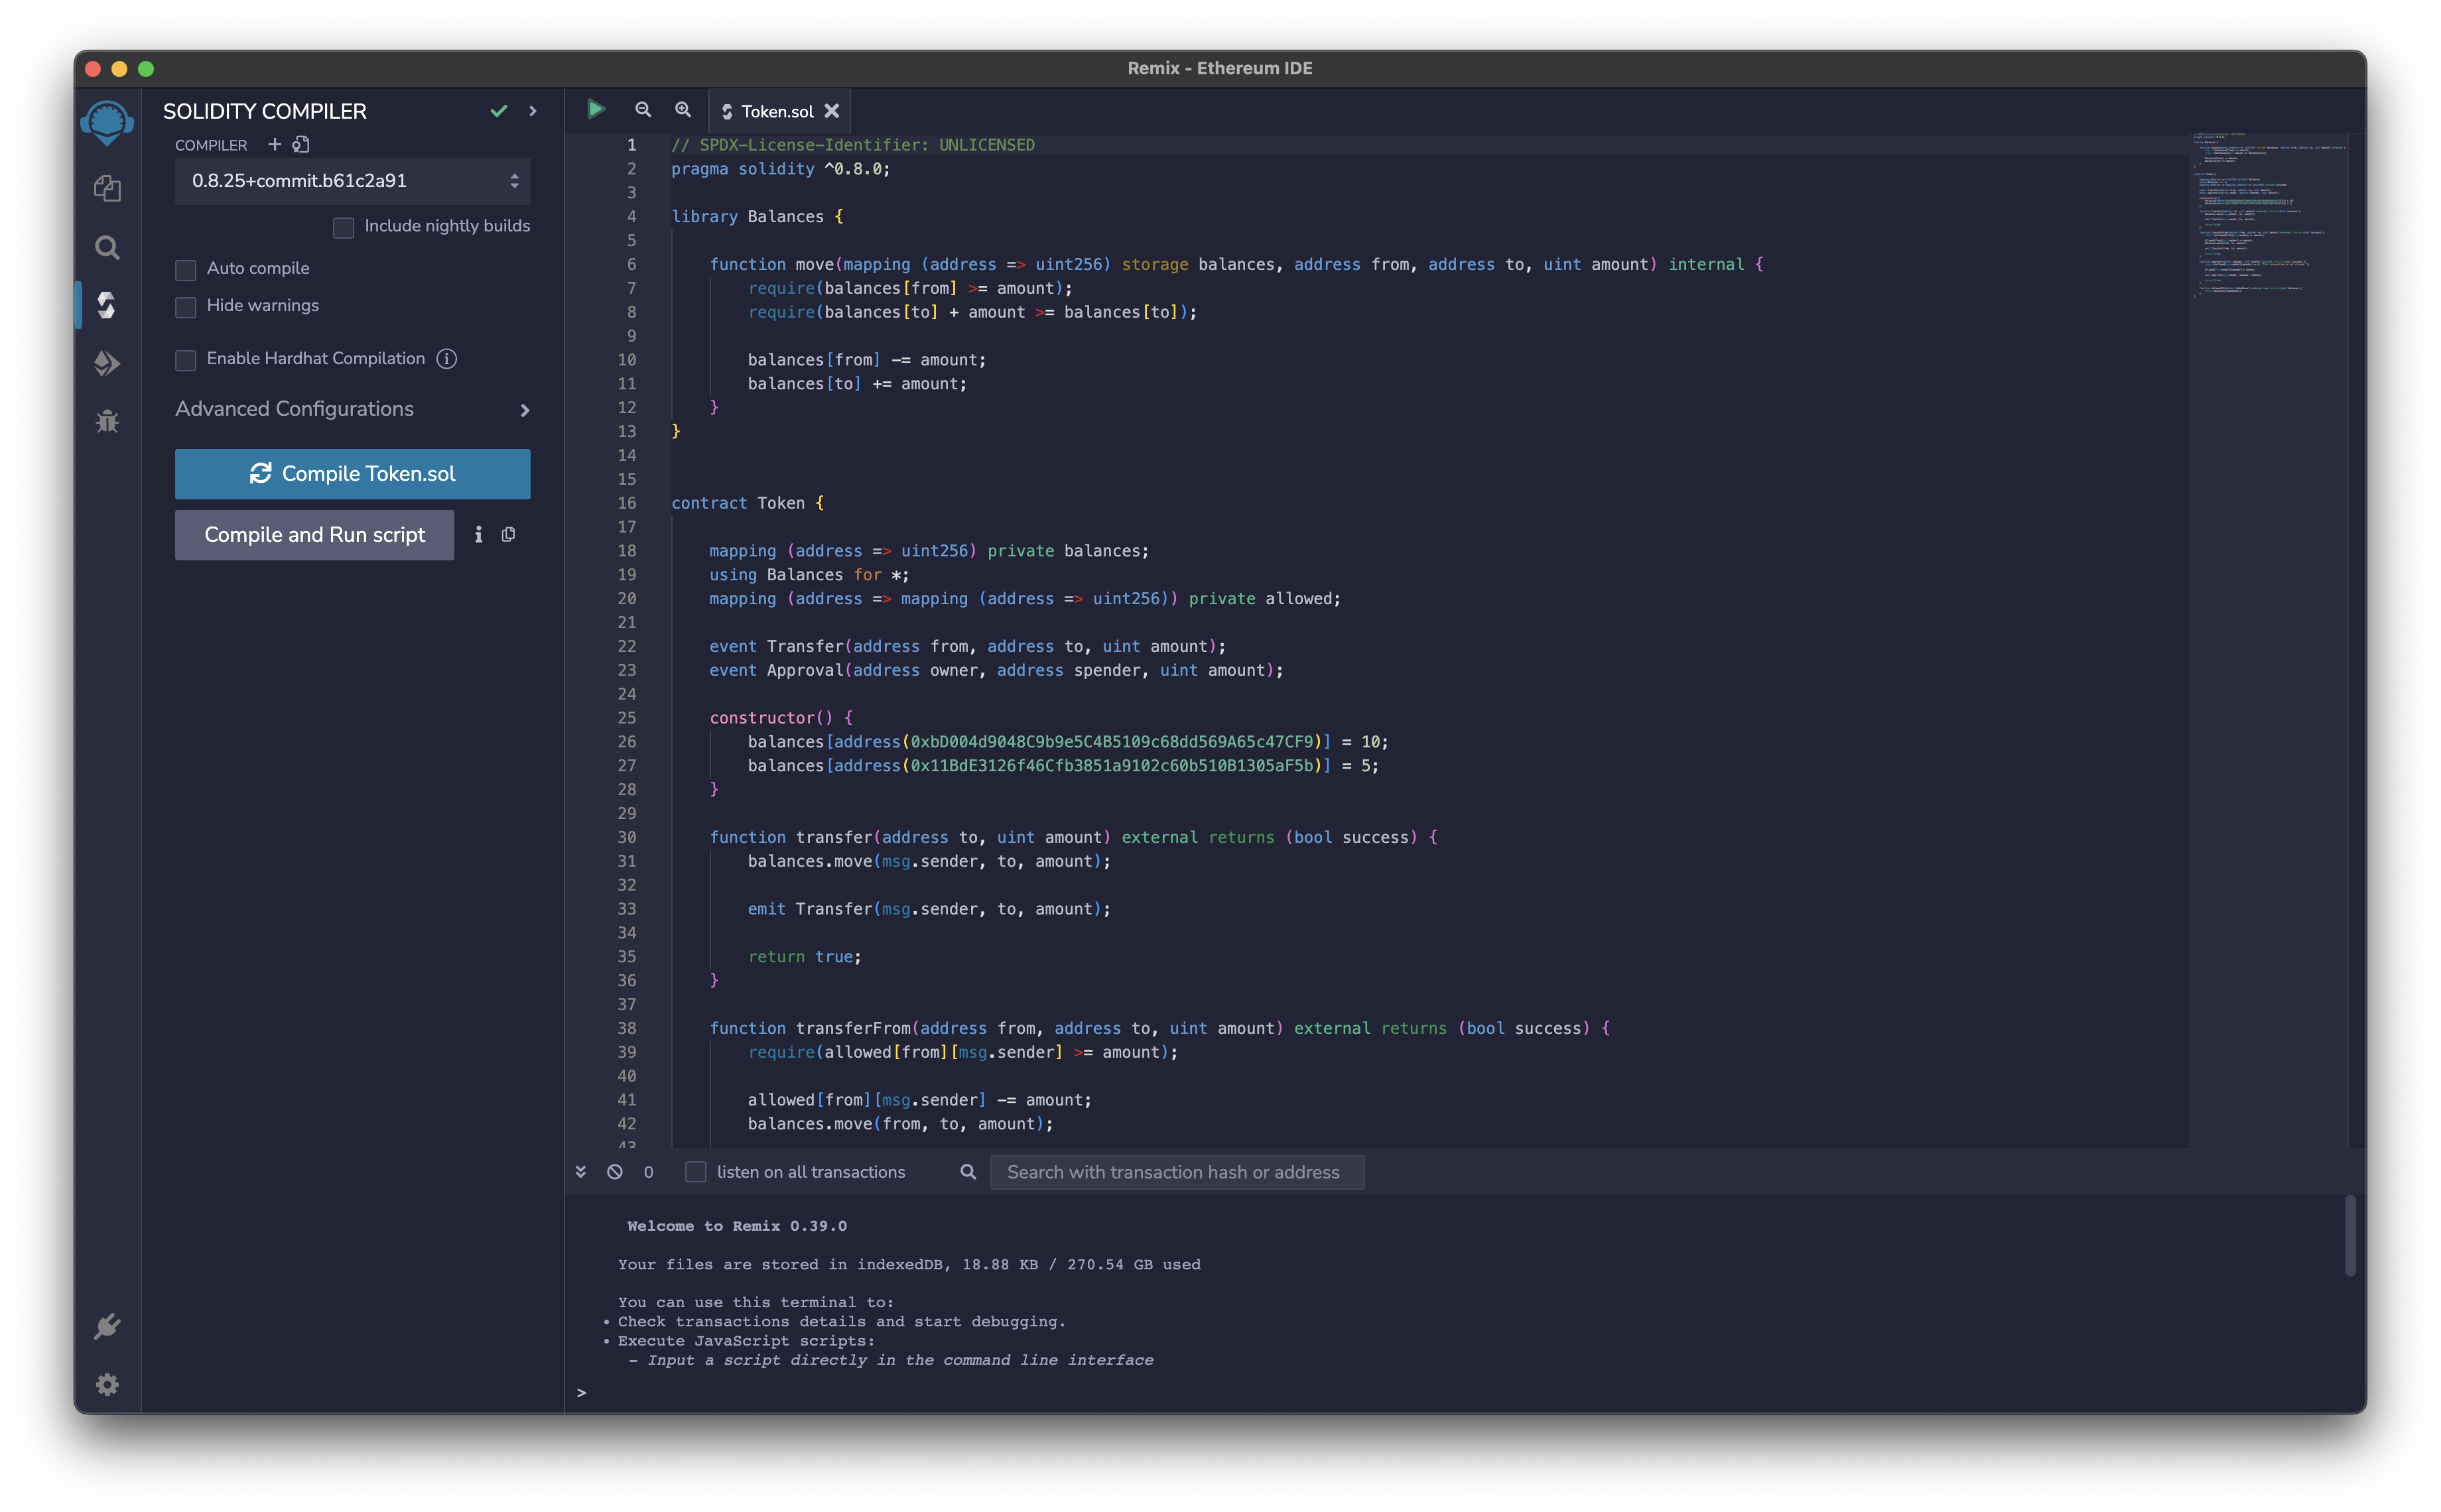 Remix - Ethereum IDE
SOLIDITY COMPILER
COMPILER
0.8.25+commit.b61c2a91
Include nightly builds
Auto compile
Hide warnings
Enable Hardhat Compilation
Advanced Configurations
Compile Token.sol
Compile and Run script
Token.sol
1 // SPDX-License-Identifier: UNLICENSED
2 pragma solidity ^0.8.0;
3
4 library Balances {
5
6     function move(mapping (address => uint256) storage balances, address from, address to, uint amount) internal {
7         require(balances[from] >= amount);
8         require(balances[to] + amount >= balances[to]);
9
10         balances[from] -= amount;
11         balances[to] += amount;
12     }
13 }
14
15
16 contract Token {
17
18     mapping (address => uint256) private balances;
19     using Balances for *;
20     mapping (address => mapping (address => uint256)) private allowed;
21
22     event Transfer(address from, address to, uint amount);
23     event Approval(address owner, address spender, uint amount);
24
25     constructor() {
26         balances[address(0xbD004d9048C9b9e5C4B5109c68dd569A65c47CF9)] = 10;
27         balances[address(0x11BdE3126f46Cfb3851a9102c60b510B1305aF5b)] = 5;
28     }
29
30     function transfer(address to, uint amount) external returns (bool success) {
31         balances.move(msg.sender, to, amount);
32
33         emit Transfer(msg.sender, to, amount);
34
35         return true;
36     }
37
38     function transferFrom(address from, address to, uint amount) external returns (bool success) {
39         require(allowed[from][msg.sender] >= amount);
40
41         allowed[from][msg.sender] -= amount;
42         balances.move(from, to, amount);
43
0
listen on all transactions
Search with transaction hash or address
Welcome to Remix 0.39.0
Your files are stored in indexedDB, 18.88 KB / 270.54 GB used
You can use this terminal to:
• Check transactions details and start debugging.
• Execute JavaScript scripts:
- Input a script directly in the command line interface
>